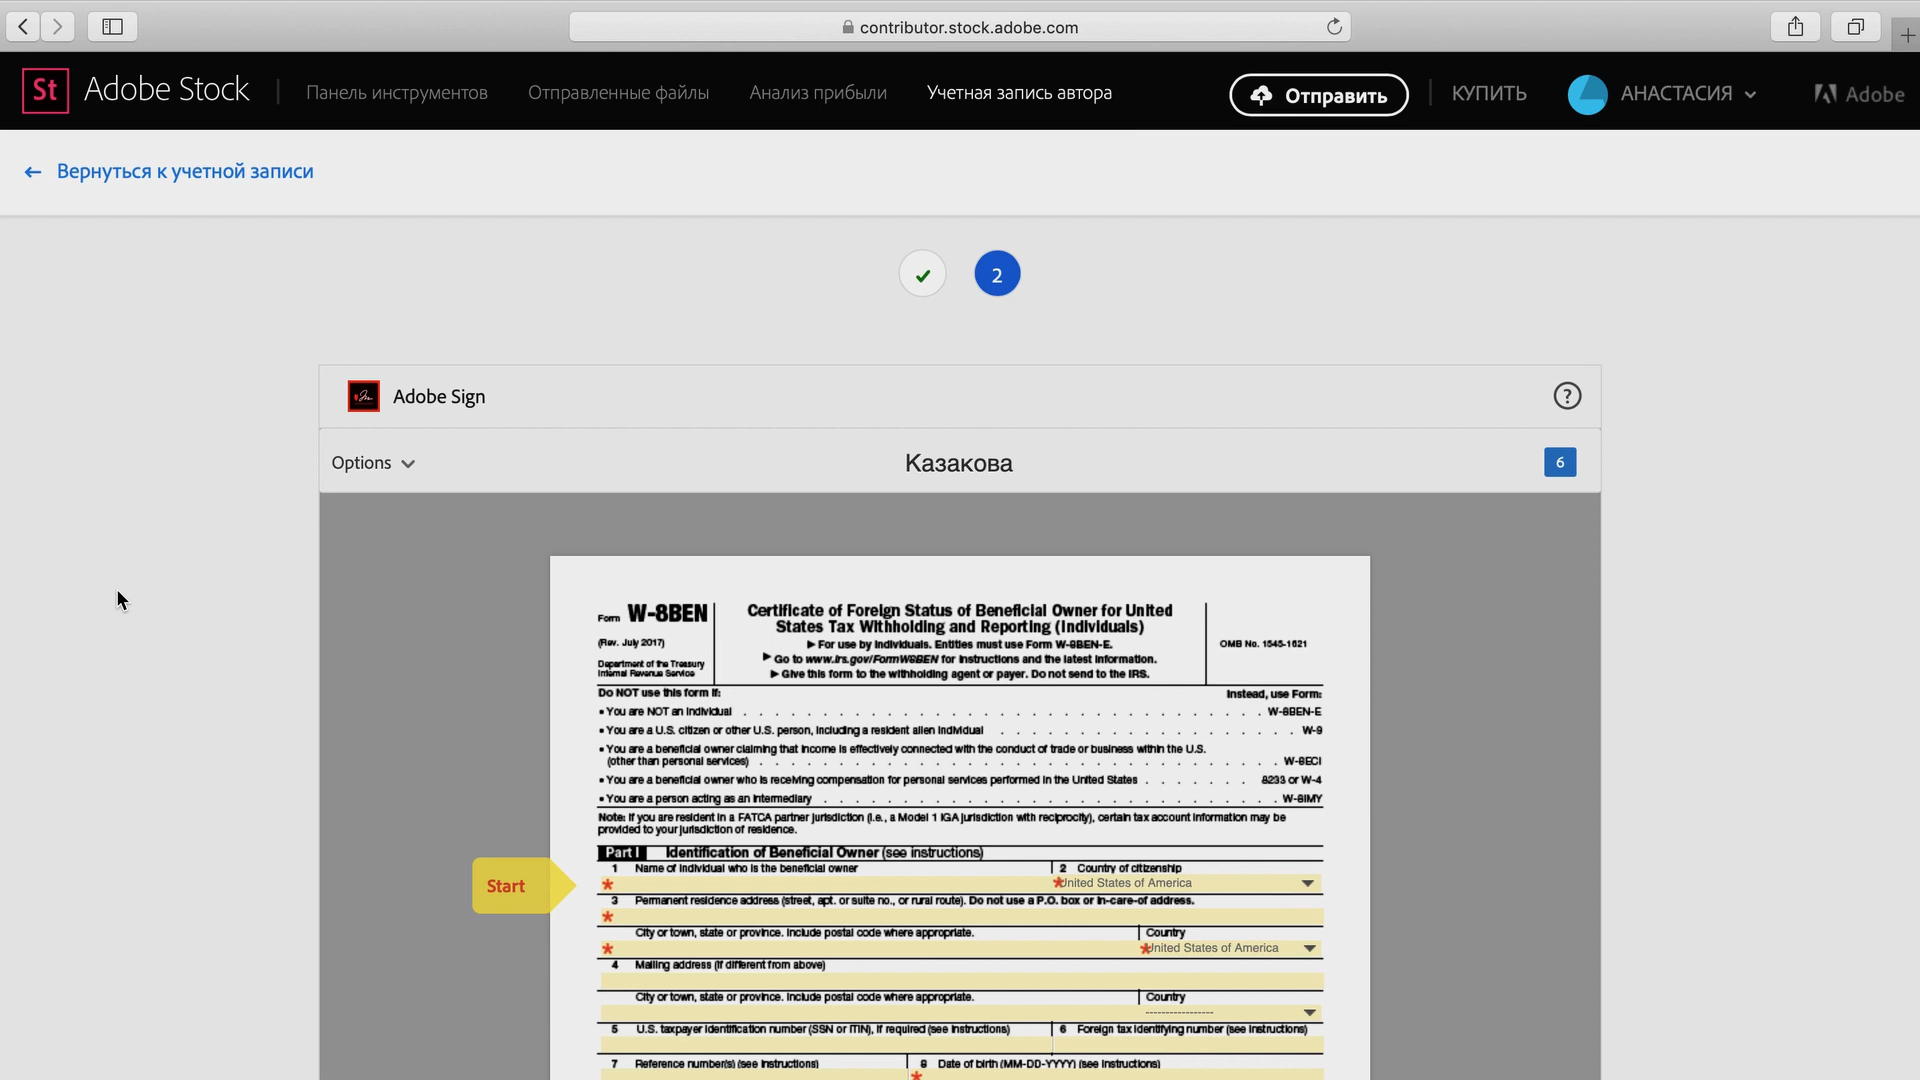 contributor.stock.adobe.com
St Adobe Stock Панель инструментов Отправленные файлы Анализ прибыли Учетная запись автора Отправить КУПИТЬ АНАСТАСИЯ Adobe
← Вернуться к учетной записи
2
Adobe Sign ?
Options Казакова 6
Form W-8BEN
(Rev. July 2017)
Department of the Treasury
Internal Revenue Service
Certificate of Foreign Status of Beneficial Owner for United
States Tax Withholding and Reporting (Individuals)
▶ For use by individuals. Entities must use Form W-8BEN-E.
▶ Go to www.irs.gov/FormW8BEN for instructions and the latest information.
▶ Give this form to the withholding agent or payer. Do not send to the IRS.
OMB No. 1545-1621
Do NOT use this form if: Instead, use Form:
• You are NOT an individual . . . . . . . . . . W-8BEN-E
• You are a U.S. citizen or other U.S. person, including a resident alien individual . . . . . . . . . . W-9
• You are a beneficial owner claiming that income is effectively connected with the conduct of trade or business within the U.S.
(other than personal services) . . . . . . . . . . W-8ECI
• You are a beneficial owner who is receiving compensation for personal services performed in the United States . . . . . . . 8233 or W-4
• You are a person acting as an intermediary . . . . . . . . . . W-8IMY
Note: If you are resident in a FATCA partner jurisdiction (i.e., a Model 1 IGA jurisdiction with reciprocity), certain tax account information may be
provided to your jurisdiction of residence.
Part I Identification of Beneficial Owner (see instructions)
1 Name of individual who is the beneficial owner 2 Country of citizenship
Start * *United States of America
3 Permanent residence address (street, apt. or suite no., or rural route). Do not use a P.O. box or in-care-of address.
*
City or town, state or province. Include postal code where appropriate. Country
* *United States of America
4 Mailing address (if different from above)
City or town, state or province. Include postal code where appropriate. Country
-----------------
5 U.S. taxpayer identification number (SSN or ITIN), if required (see instructions) 6 Foreign tax identifying number (see instructions)
7 Reference number(s) (see instructions) 8 Date of birth (MM-DD-YYYY) (see instructions)
*